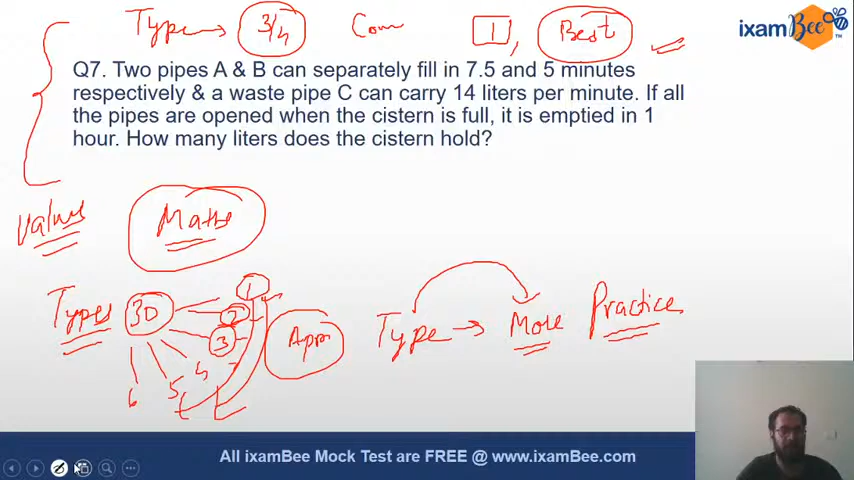 Type → 3/4 Com 1, Best
ixamBee
Q7. Two pipes A & B can separately fill in 7.5 and 5 minutes
respectively & a waste pipe C can carry 14 liters per minute. If all
the pipes are opened when the cistern is full, it is emptied in 1
hour. How many liters does the cistern hold?
Values Maths
Types 30 1
2
3
4
5
6
Type → More Practice
All ixamBee Mock Test are FREE @ www.ixamBee.com